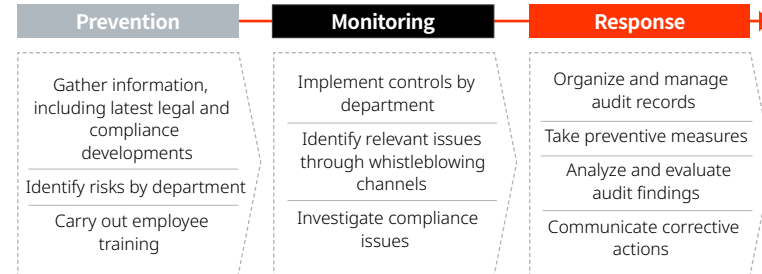 Prevention
Gather information,
including latest legal and
compliance
developments
Identify risks by department
Carry out employee
training
Monitoring
Implement controls by
department
Identify relevant issues
through whistleblowing
channels
Investigate compliance
issues
Response
Organize and manage
audit records
Take preventive measures
Analyze and evaluate
audit findings
Communicate corrective
actions